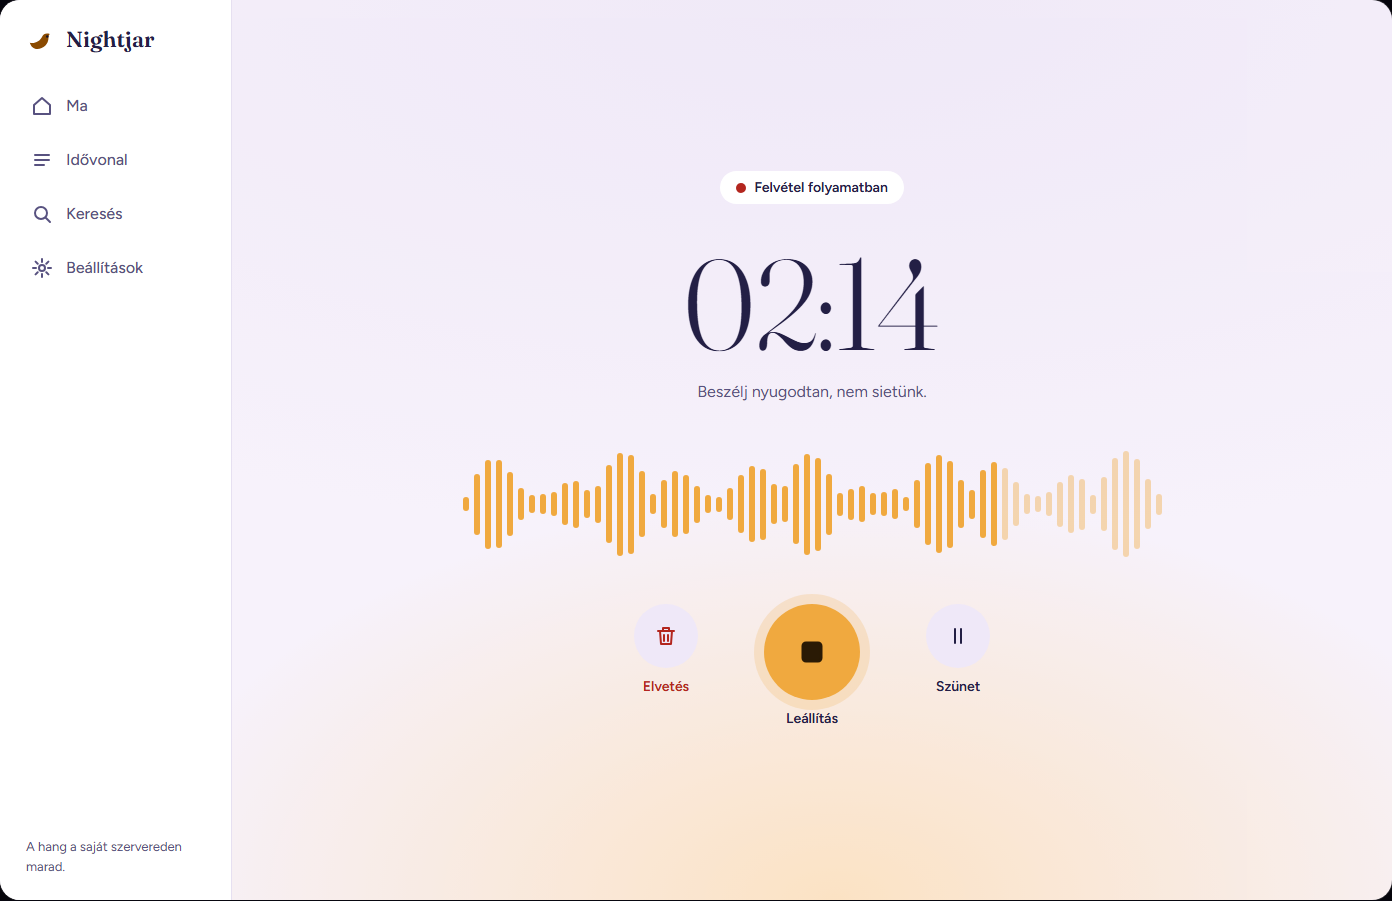 Nightjar
Ma
Idővonal
Keresés
Beállítások
A hang a saját szervereden
marad.
Felvétel folyamatban
02:14
Beszélj nyugodtan, nem sietünk.
Elvetés
Leállítás
Szünet